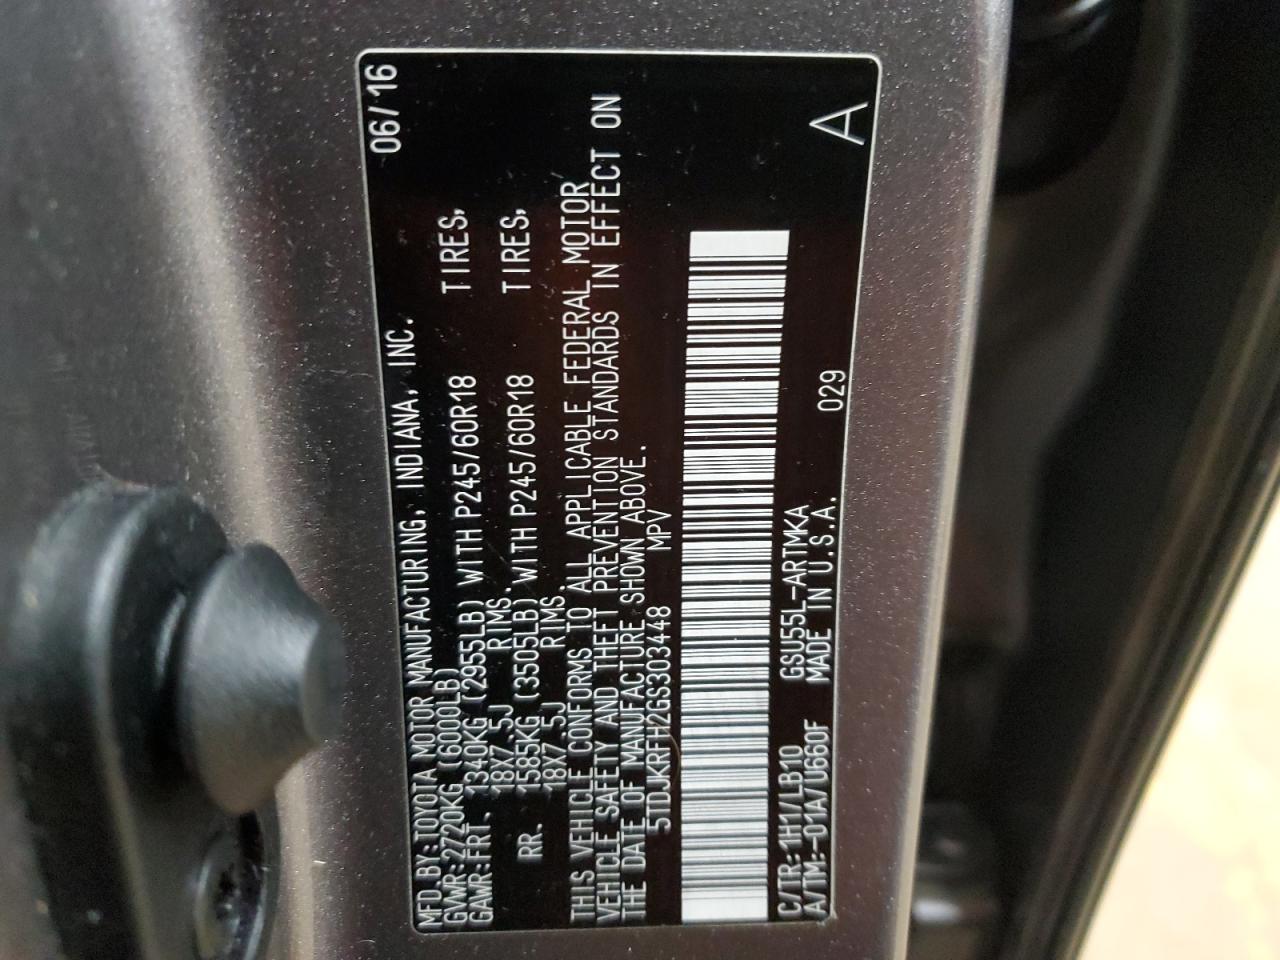 MFD.BY:TOYOTA MOTOR MANUFACTURING, INDIANA, INC. 06/16
GVWR:2720KG (6000LB)
GAWR:FRT. 1340KG (2955LB) WITH P245/60R18 TIRES,
18X7.5J RIMS.
RR. 1585KG (3505LB) WITH P245/60R18 TIRES,
18X7.5J RIMS.
THIS VEHICLE CONFORMS TO ALL APPLICABLE FEDERAL MOTOR
VEHICLE SAFETY AND THEFT PREVENTION STANDARDS IN EFFECT ON
THE DATE OF MANUFACTURE SHOWN ABOVE.
5TDJKRFH2GS303448 MPV
C/TR:1H1/LB10 GSU55L-ARTMKA
A/TM:-01A/U660F MADE IN U.S.A. 029
A